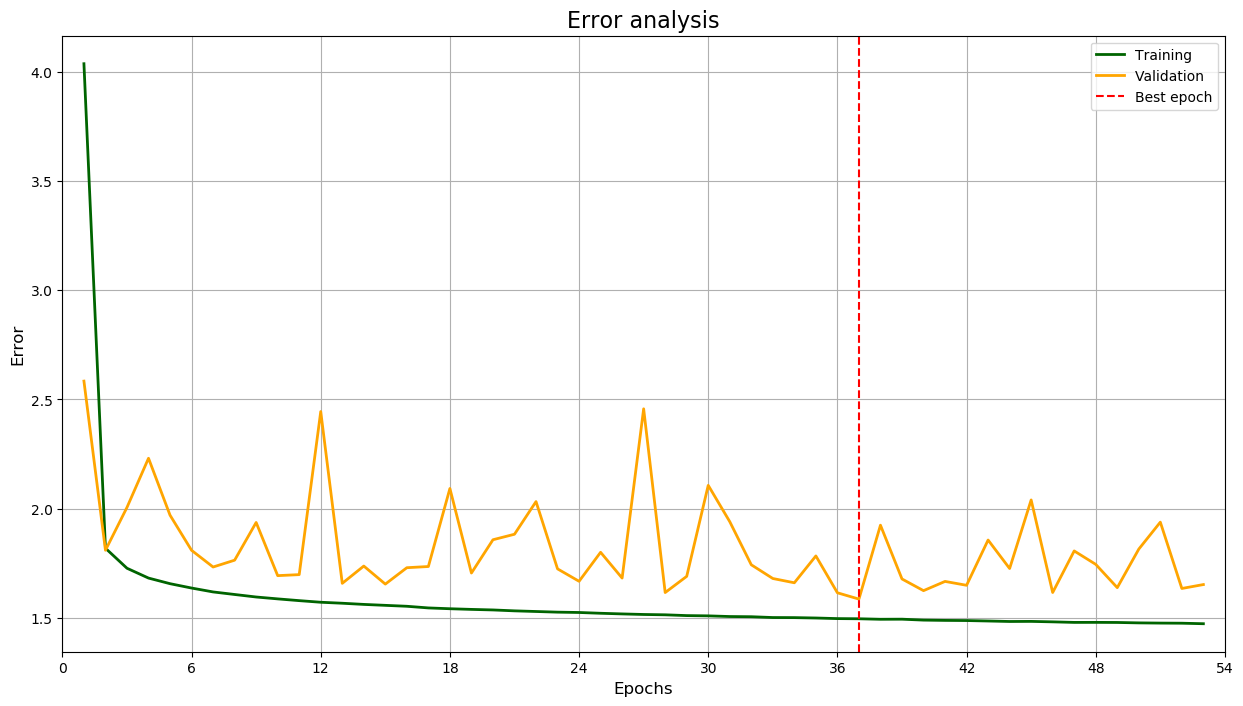 Error analysis
Training
Validation
Best epoch
4.0
3.5
3.0
2.5
2.0
1.5
Error
0 6 12 18 24 30 36 42 48 54
Epochs